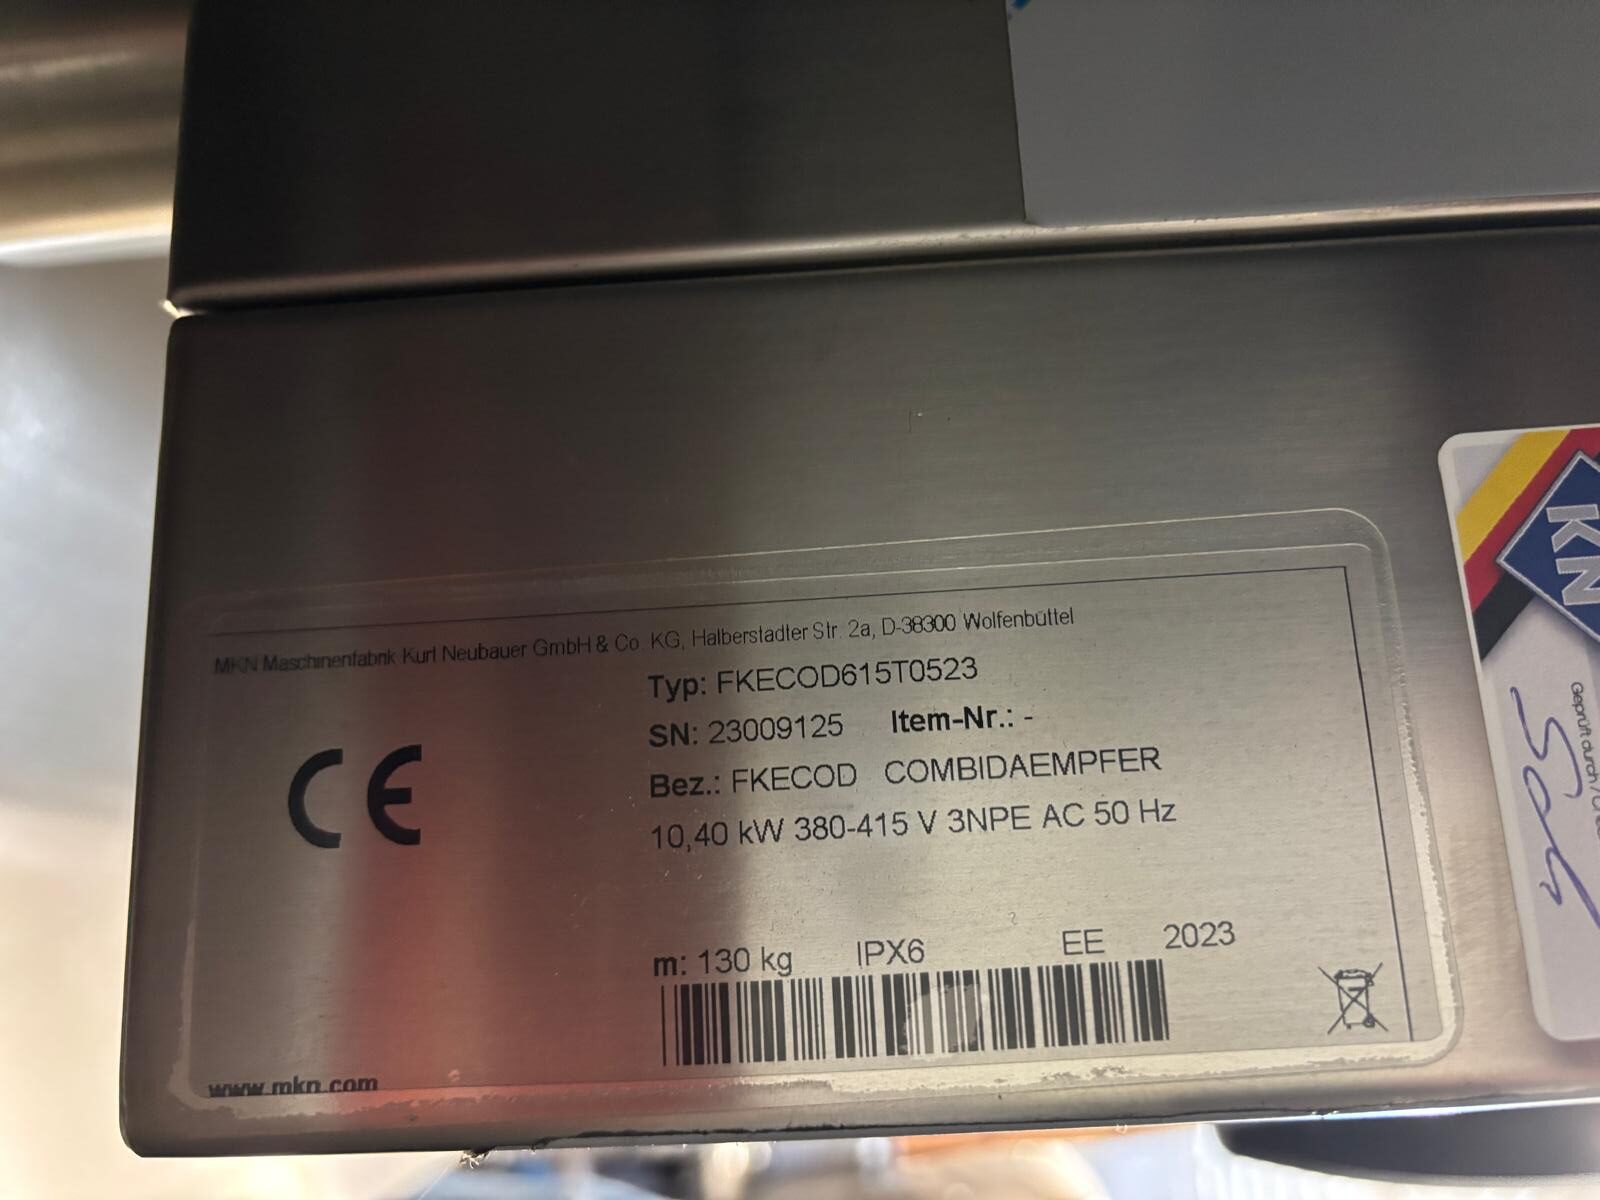 MKN Maschinenfabrik Kurt Neubauer GmbH & Co. KG, Halberstadter Str. 2a, D-38300 Wolfenbüttel
Typ: FKECOD615T0523
SN: 23009125 Item-Nr.: -
Bez.: FKECOD COMBIDAEMPFER
10,40 kW 380-415 V 3NPE AC 50 Hz
CE
m: 130 kg IPX6 EE 2023
www.mkn.com
KN
Geprüft durch /